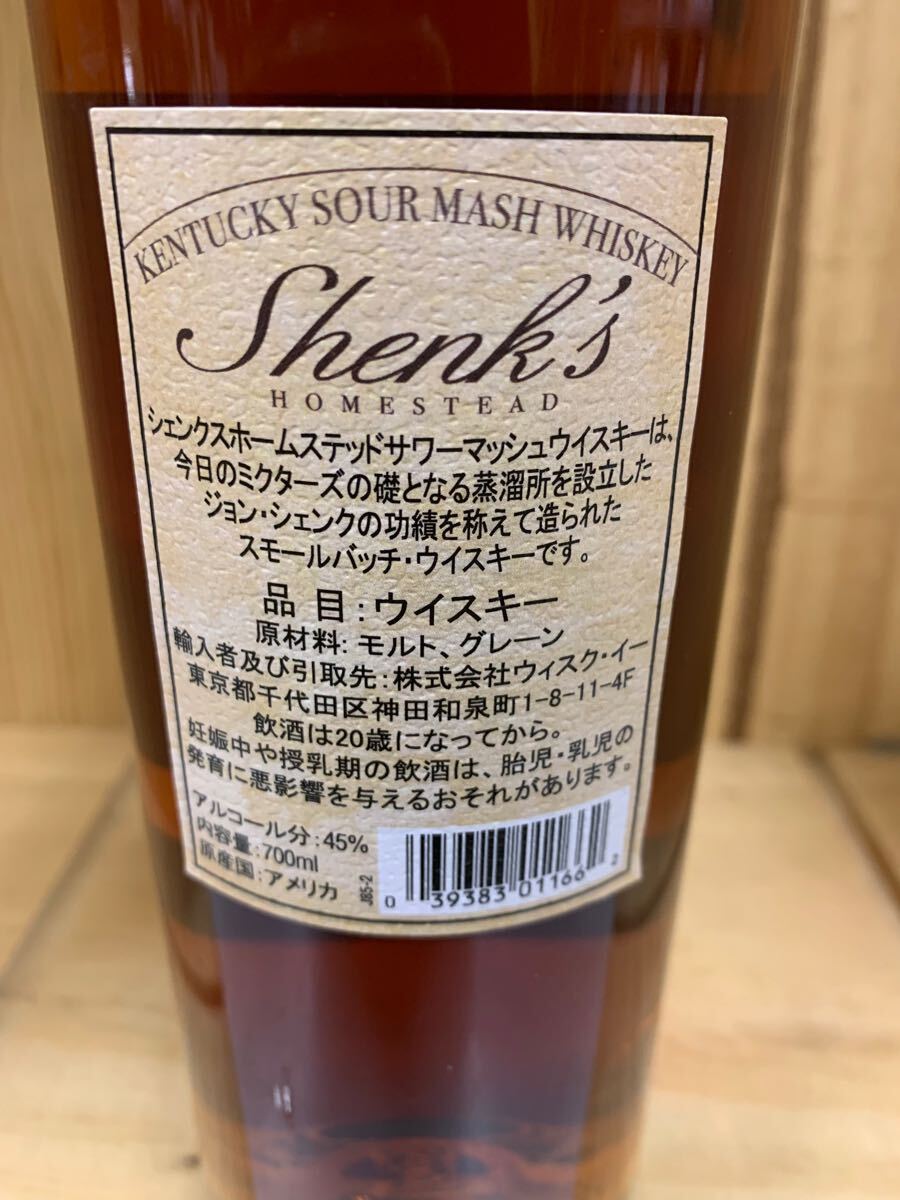 KENTUCKY SOUR MASH WHISKEY
Shenk's
HOMESTEAD
シェンクスホームステッドサワーマッシュウイスキーは、
今日のミクターズの礎となる蒸溜所を設立した
ジョン・シェンクの功績を称えて造られた
スモールバッチ・ウイスキーです。
品 目：ウイスキー
原材料：モルト、グレーン
輸入者及び引取先：株式会社ウィスク・イー
東京都千代田区神田和泉町1-8-11-4F
飲酒は20歳になってから。
妊娠中や授乳期の飲酒は、胎児・乳児の
発育に悪影響を与えるおそれがあります。
アルコール分：45%
内容量：700ml
原産国：アメリカ
J85-2
0 39383 01166 2